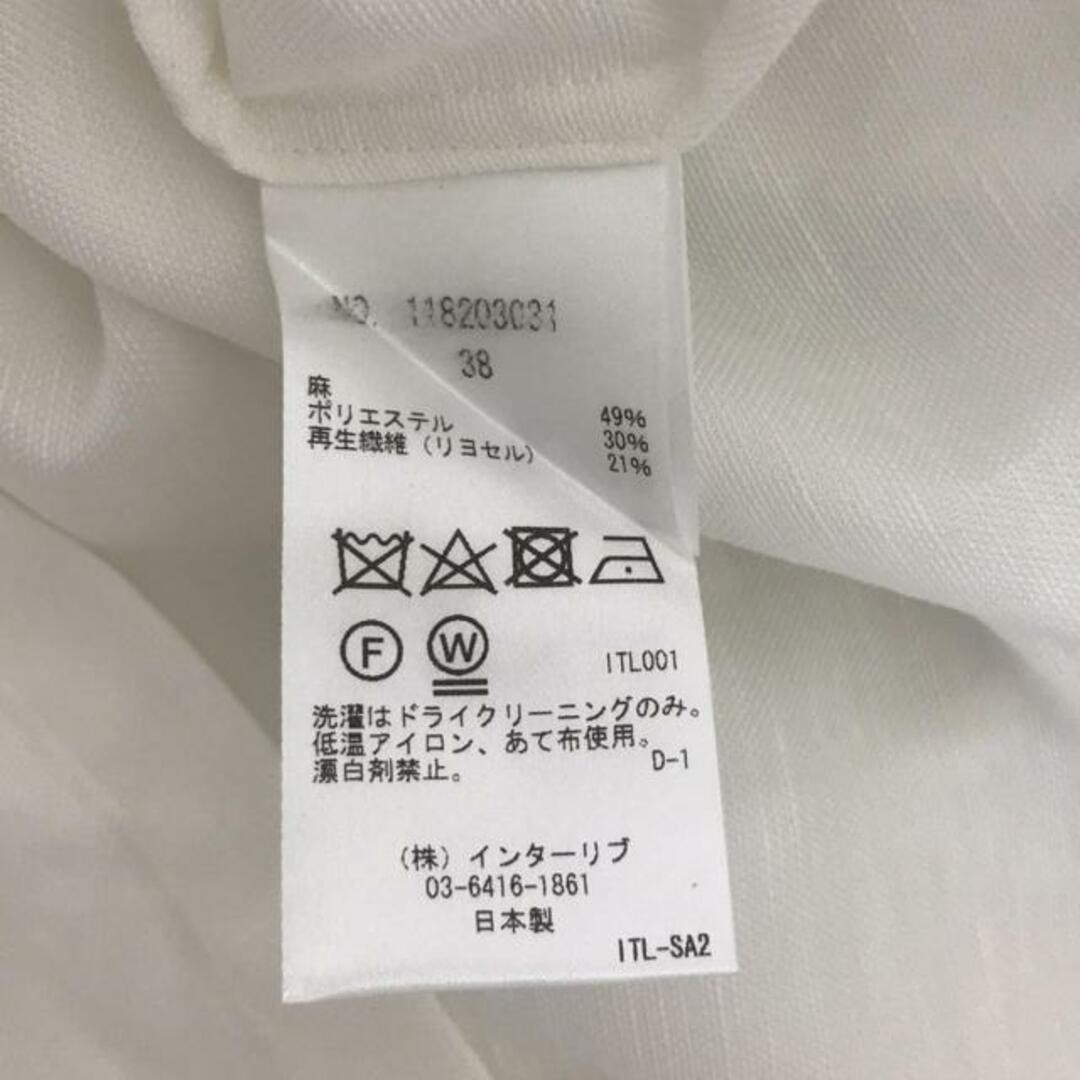 NO. 118203031
38
麻 49%
ポリエステル 30%
再生繊維（リヨセル） 21%
F W
ITL001
洗濯はドライクリーニングのみ。
低温アイロン、あて布使用。
漂白剤禁止。 D-1
（株）インターリブ
03-6416-1861
日本製
ITL-SA2